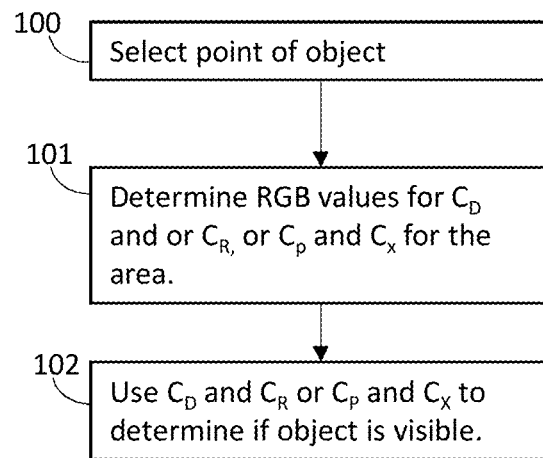 100
Select point of object
101
Determine RGB values for C_D
and or C_R, or C_p and C_x for the
area.
102
Use C_D and C_R or C_P and C_X to
determine if object is visible.